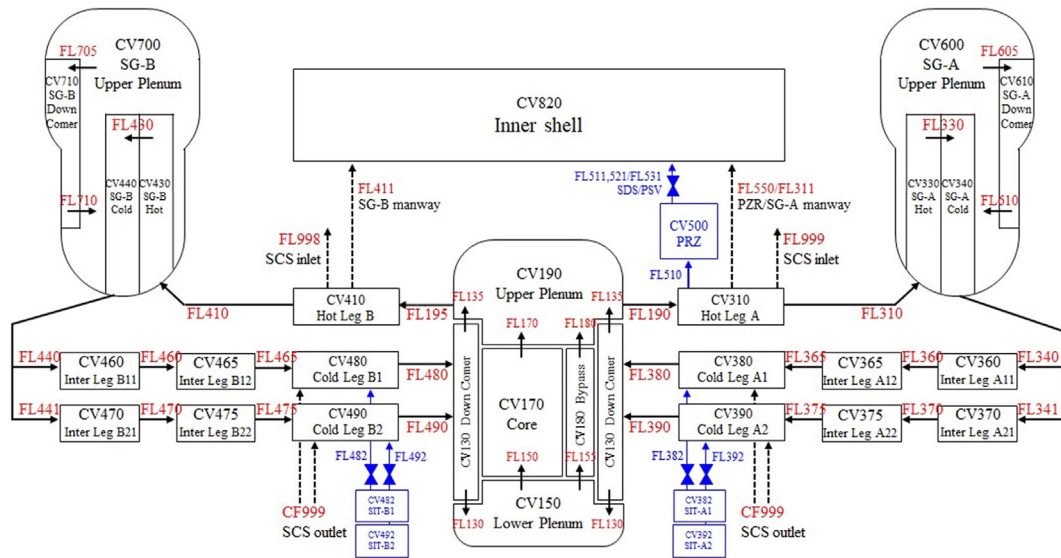 CV700
SG-B
Upper Plenum
FL705
CV710
SG-B
Down
Comer
FL430
CV440
SG-B
Cold
CV430
SG-B
Hot
FL710
CV820
Inner shell
CV600
SG-A
Upper Plenum
FL605
CV610
SG-A
Down
Comer
FL330
CV330
SG-A
Hot
CV340
SG-A
Cold
FL610
FL411
SG-B manway
FL511,521/FL531
SDS/PSV
FL550/FL311
PZR/SG-A manway
CV500
PRZ
FL510
FL998
SCS inlet
FL999
SCS inlet
CV190
Upper Plenum
FL410
CV410
Hot Leg B
FL195
FL135
FL135
FL190
CV310
Hot Leg A
FL310
FL170
FL180
FL440
CV460
Inter Leg B11
FL460
CV465
Inter Leg B12
FL465
CV480
Cold Leg B1
FL480
FL441
CV470
Inter Leg B21
FL470
CV475
Inter Leg B22
FL475
CV490
Cold Leg B2
FL490
CV130 Down Comer
CV170
Core
CV180 Bypass
CV130 Down Comer
FL380
CV380
Cold Leg A1
FL365
CV365
Inter Leg A12
FL360
CV360
Inter Leg A11
FL340
FL390
CV390
Cold Leg A2
FL375
CV375
Inter Leg A22
FL370
CV370
Inter Leg A21
FL341
FL482
FL492
FL150
FL155
FL382
FL392
CF999
SCS outlet
CV482
SIT-B1
CV492
SIT-B2
FL130
CV150
Lower Plenum
FL130
CV382
SIT-A1
CV392
SIT-A2
CF999
SCS outlet